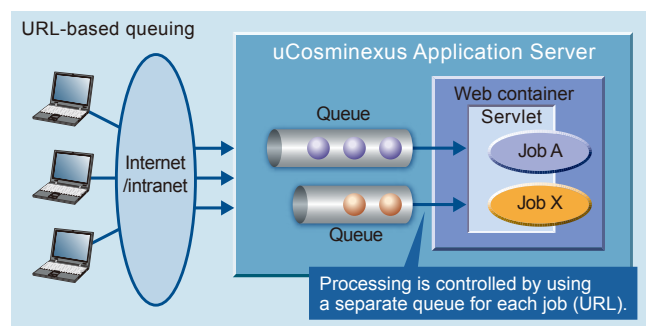 URL-based queuing
uCosminexus Application Server
Web container
Servlet
Queue
Job A
Internet
/intranet
Job X
Queue
Processing is controlled by using
a separate queue for each job (URL).